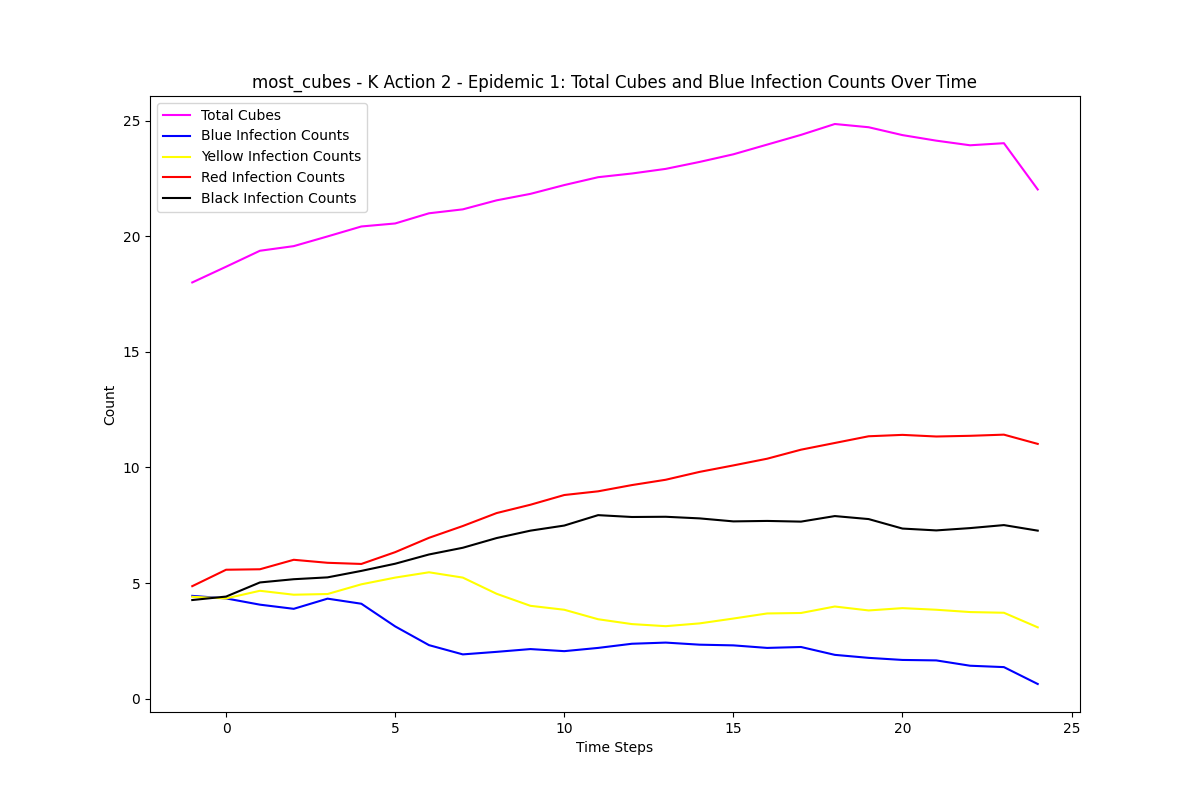 most_cubes - K Action 2 - Epidemic 1: Total Cubes and Blue Infection Counts Over Time
Total Cubes
Blue Infection Counts
Yellow Infection Counts
Red Infection Counts
Black Infection Counts
25
20
15
10
5
0
Count
0 5 10 15 20 25
Time Steps